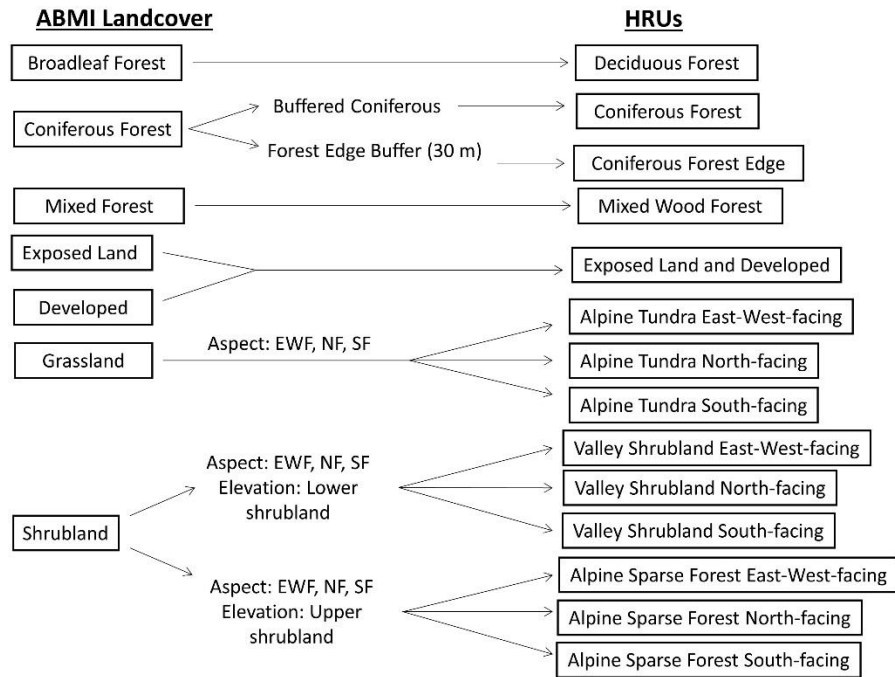 ABMI Landcover
HRUs
Broadleaf Forest
Deciduous Forest
Coniferous Forest
Buffered Coniferous
Coniferous Forest
Forest Edge Buffer (30 m)
Coniferous Forest Edge
Mixed Forest
Mixed Wood Forest
Exposed Land
Developed
Exposed Land and Developed
Grassland
Aspect: EWF, NF, SF
Alpine Tundra East-West-facing
Alpine Tundra North-facing
Alpine Tundra South-facing
Shrubland
Aspect: EWF, NF, SF
Elevation: Lower
shrubland
Valley Shrubland East-West-facing
Valley Shrubland North-facing
Valley Shrubland South-facing
Aspect: EWF, NF, SF
Elevation: Upper
shrubland
Alpine Sparse Forest East-West-facing
Alpine Sparse Forest North-facing
Alpine Sparse Forest South-facing